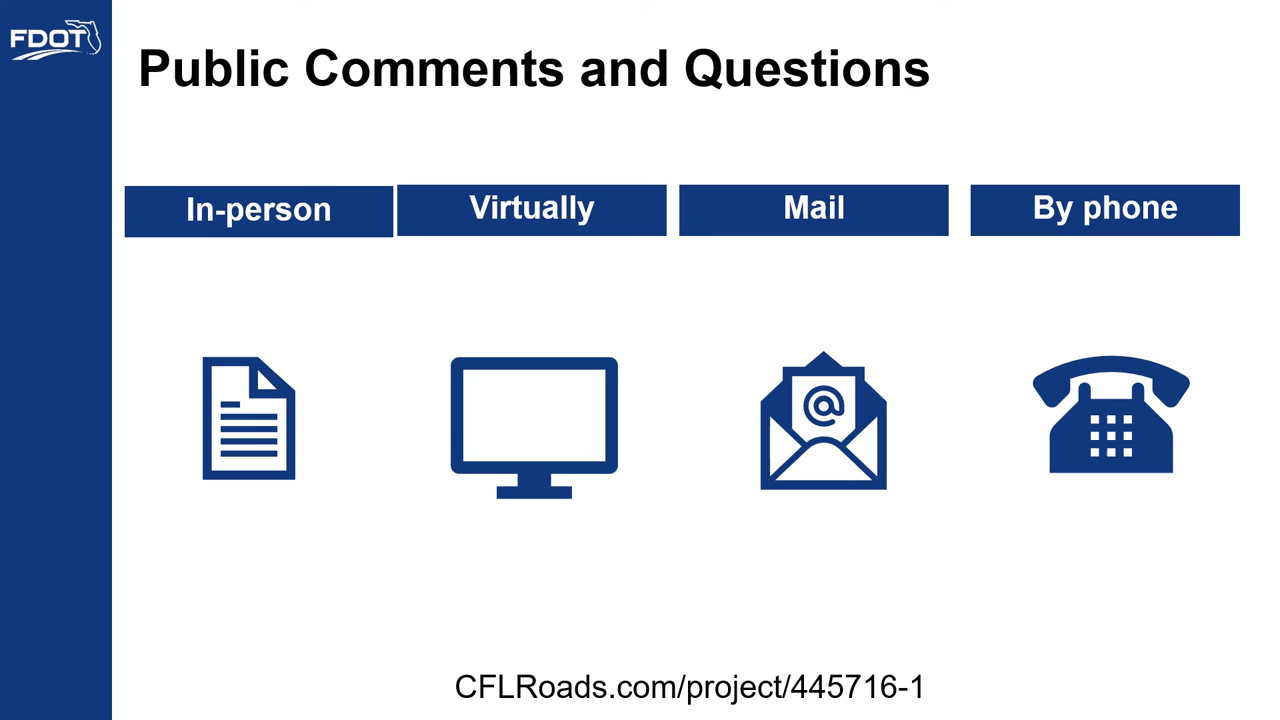 FDOT
Public Comments and Questions
In-person
Virtually
Mail
By phone
@
CFLRoads.com/project/445716-1